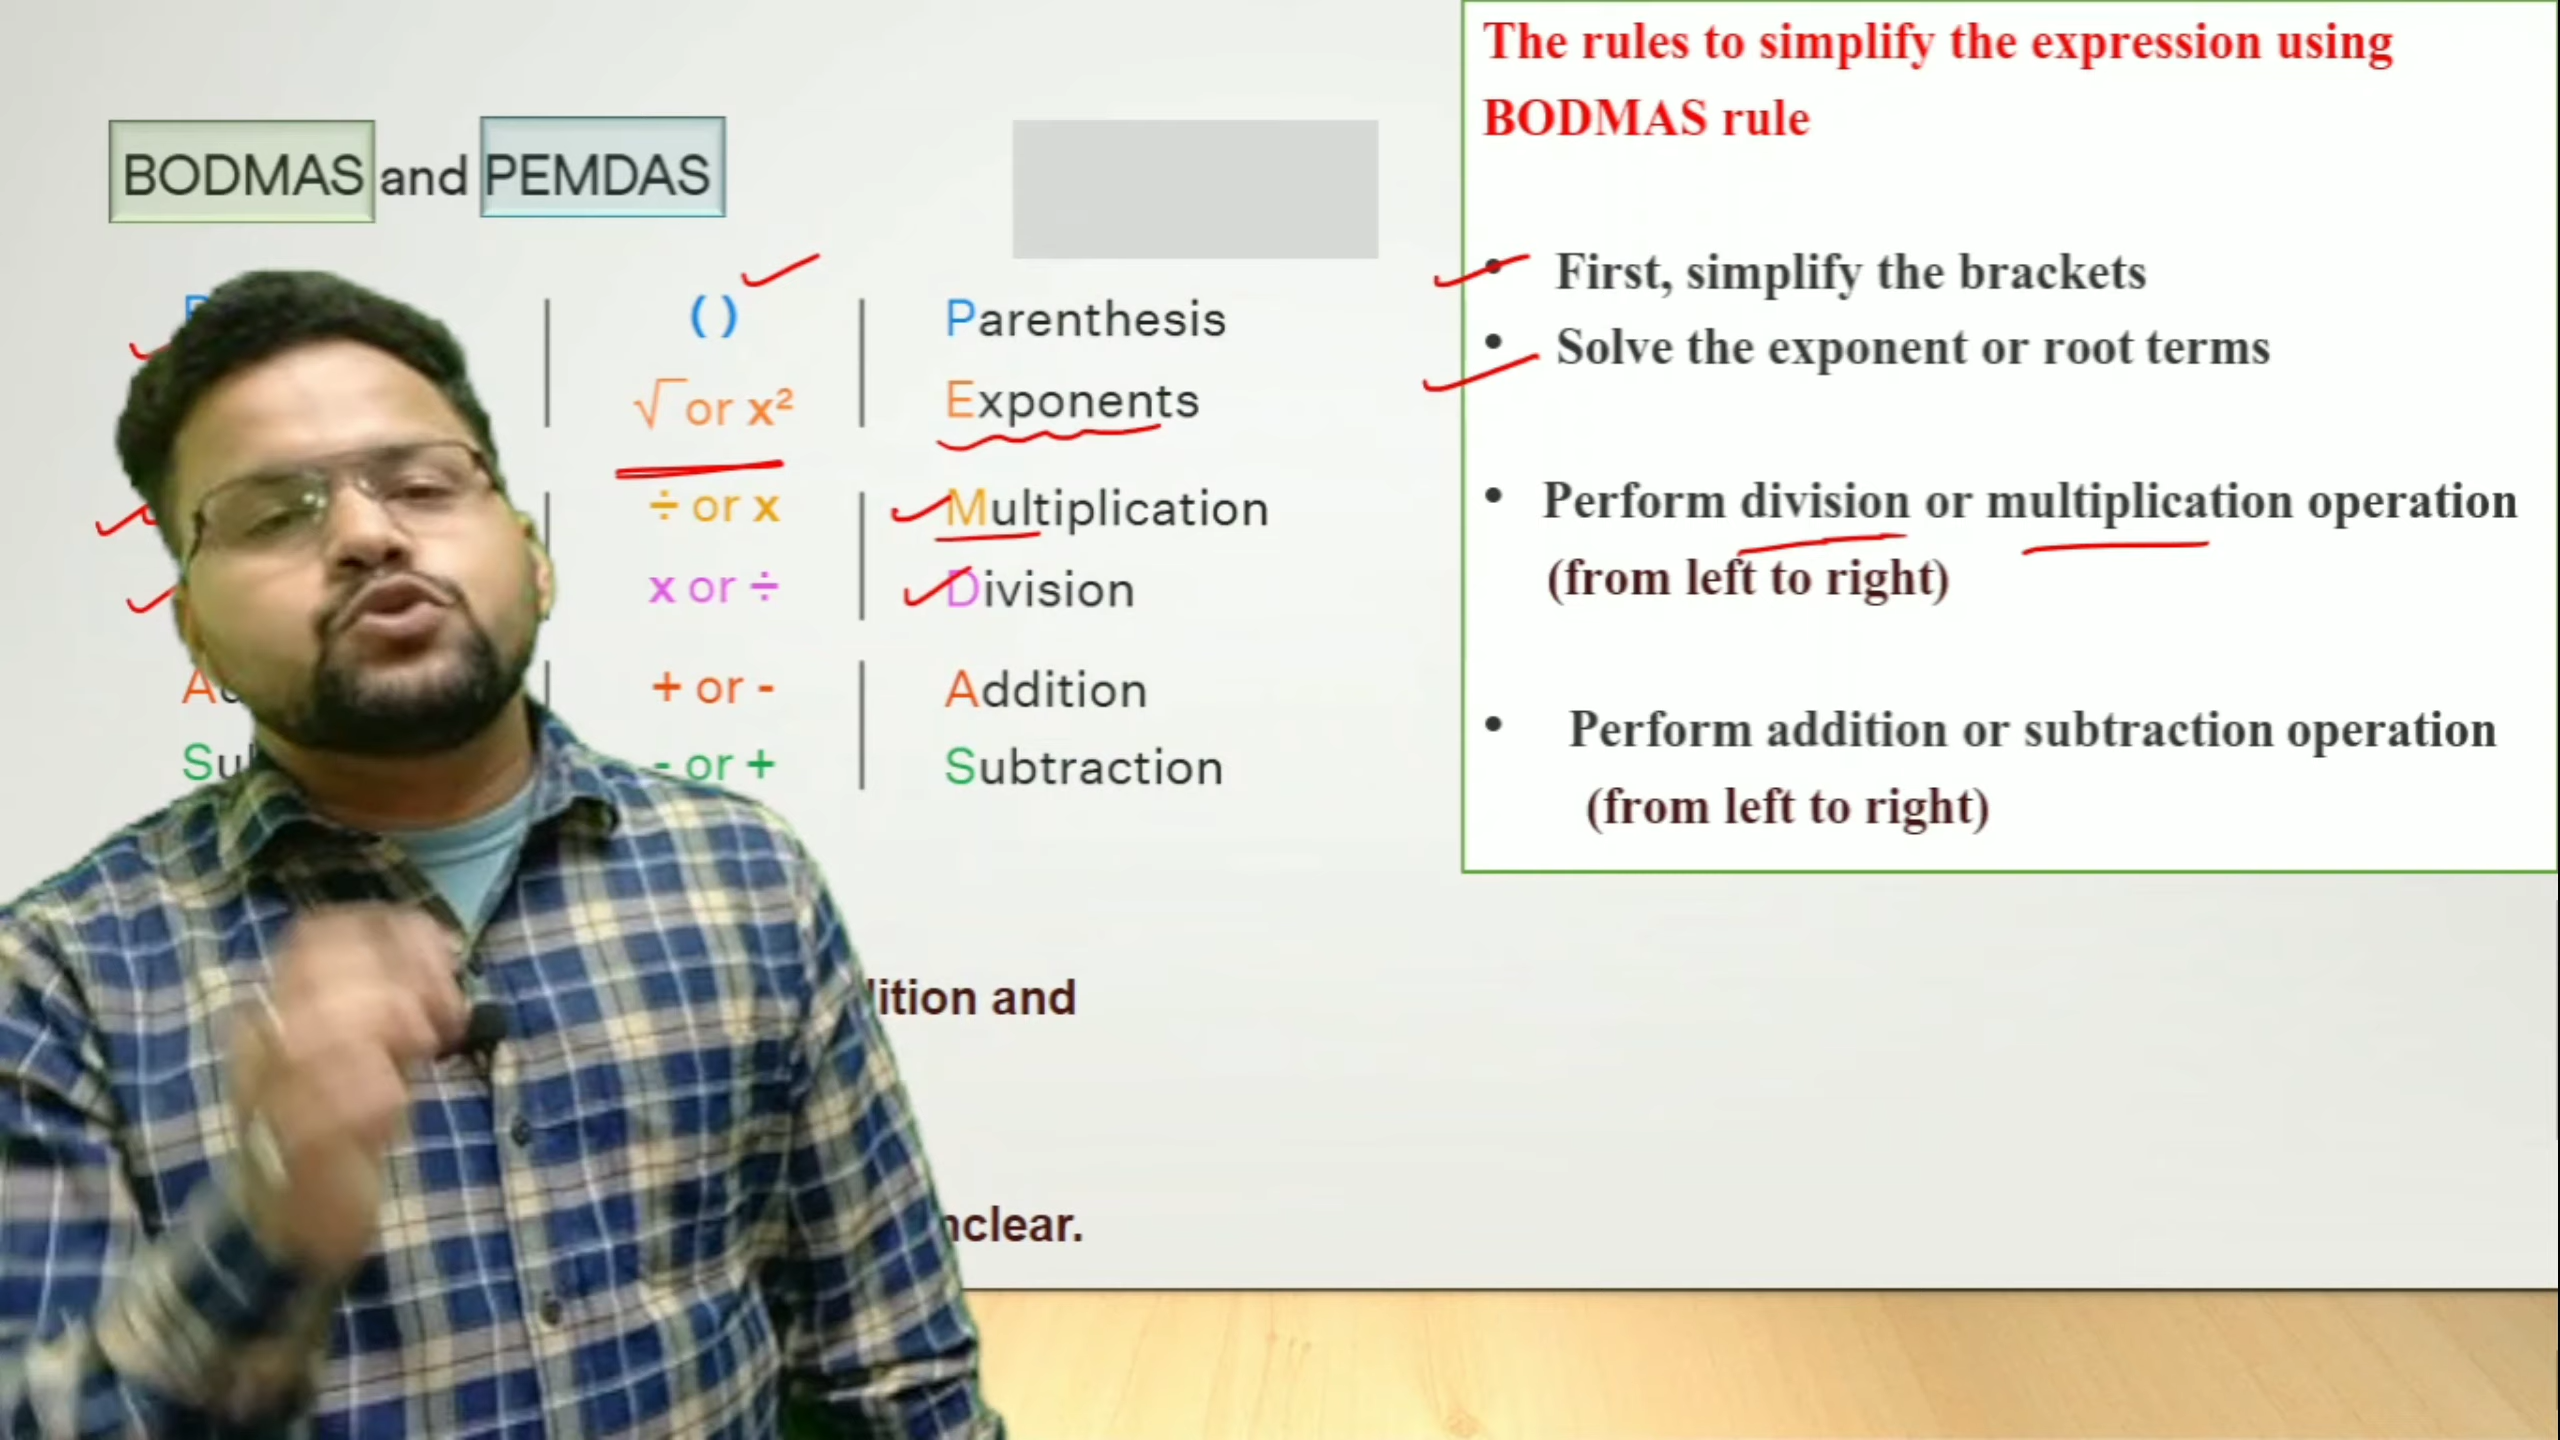 BODMAS and PEMDAS
( )
Parenthesis
√ or x²
Exponents
÷ or x
Multiplication
x or ÷
Division
+ or -
Addition
- or +
Subtraction
and
The rules to simplify the expression using
BODMAS rule
• First, simplify the brackets
• Solve the exponent or root terms
• Perform division or multiplication operation
(from left to right)
• Perform addition or subtraction operation
(from left to right)